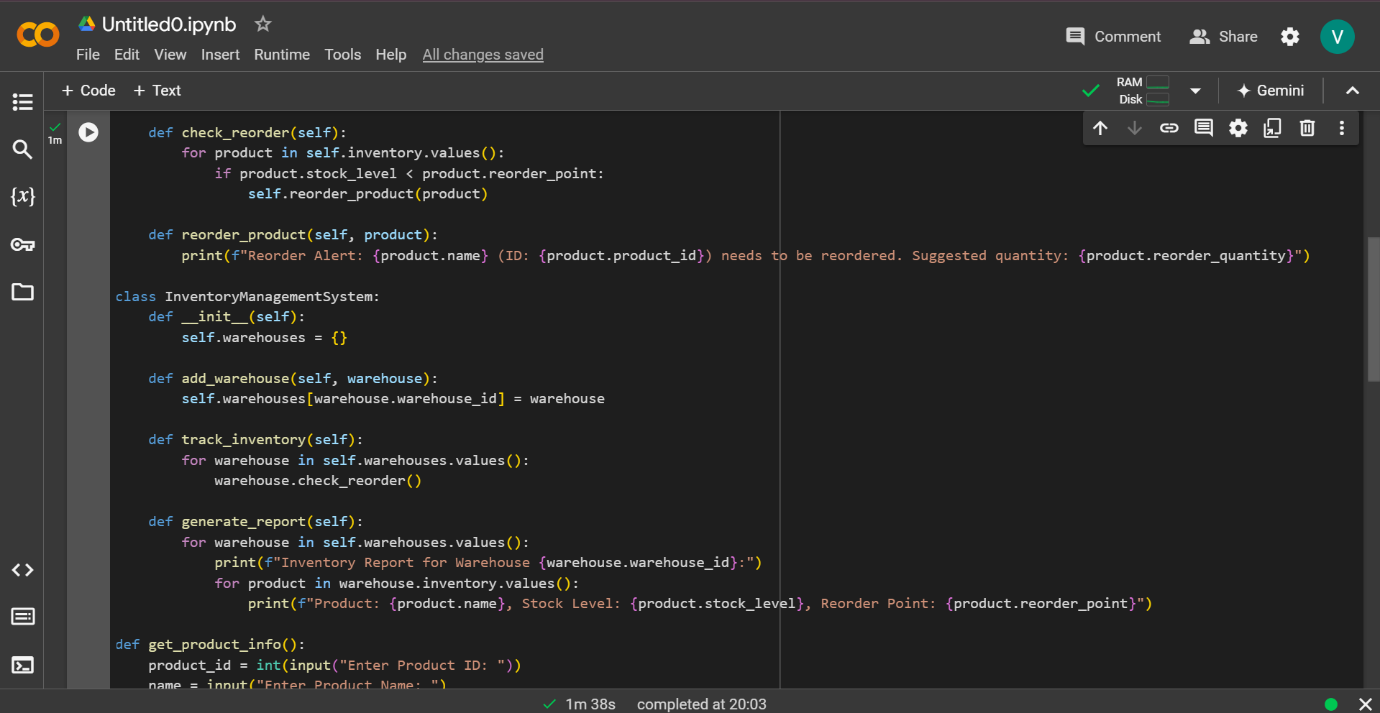 Untitled0.ipynb
File Edit View Insert Runtime Tools Help All changes saved
Comment Share V
+ Code + Text
RAM
Disk
Gemini
1m
    def check_reorder(self):
        for product in self.inventory.values():
            if product.stock_level < product.reorder_point:
                self.reorder_product(product)
    def reorder_product(self, product):
        print(f"Reorder Alert: {product.name} (ID: {product.product_id}) needs to be reordered. Suggested quantity: {product.reorder_quantity}")
class InventoryManagementSystem:
    def __init__(self):
        self.warehouses = {}
    def add_warehouse(self, warehouse):
        self.warehouses[warehouse.warehouse_id] = warehouse
    def track_inventory(self):
        for warehouse in self.warehouses.values():
            warehouse.check_reorder()
    def generate_report(self):
        for warehouse in self.warehouses.values():
            print(f"Inventory Report for Warehouse {warehouse.warehouse_id}:")
            for product in warehouse.inventory.values():
                print(f"Product: {product.name}, Stock Level: {product.stock_level}, Reorder Point: {product.reorder_point}")
def get_product_info():
    product_id = int(input("Enter Product ID: "))
    name = input("Enter Product Name: ")
{x}
1m 38s completed at 20:03